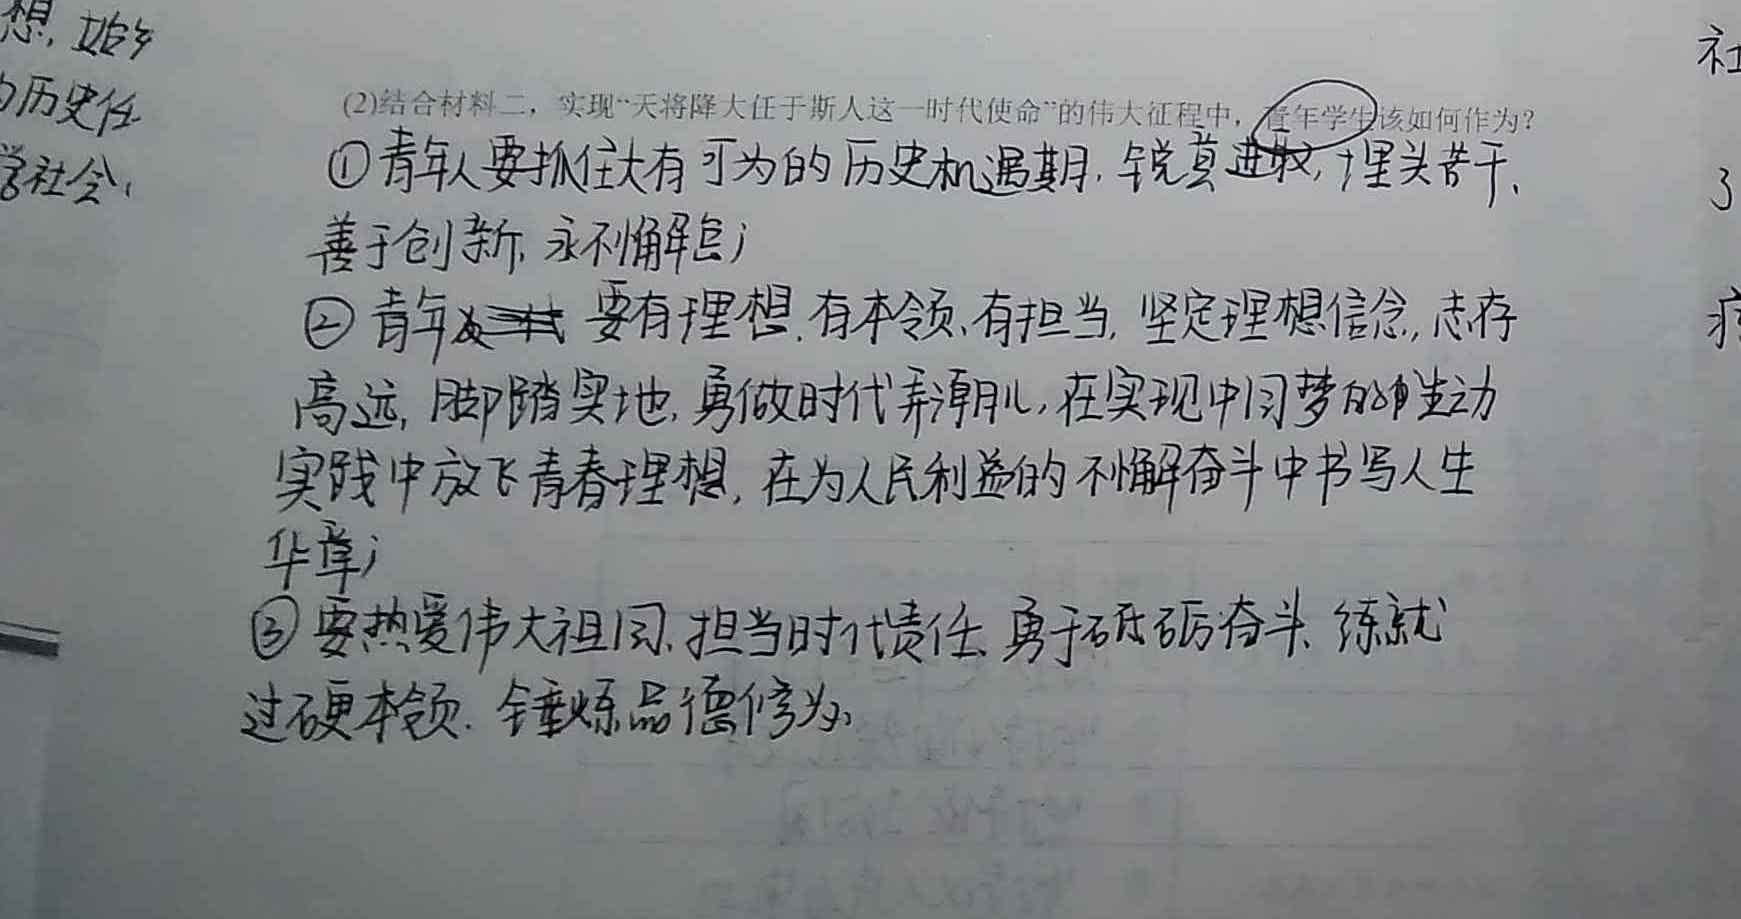 想,始
的历史任
学社会、
(2)结合材料二，实现“天将降大任于斯人这一时代使命”的伟大征程中，青年学生该如何作为？
①青年人要抓住大有可为的历史机遇期,锐意进取,埋头苦干、
善于创新,永不懈怠;
②青年 要有理想、有本领、有担当,坚定理想信念,志存
高远,脚踏实地,勇做时代弄潮儿,在实现中国梦的生动
实践中放飞青春理想,在为人民利益的不懈奋斗中书写人生
华章;
③要热爱伟大祖国、担当时代责任、勇于砥砺奋斗、练就
过硬本领、锤炼品德修为、
社
了